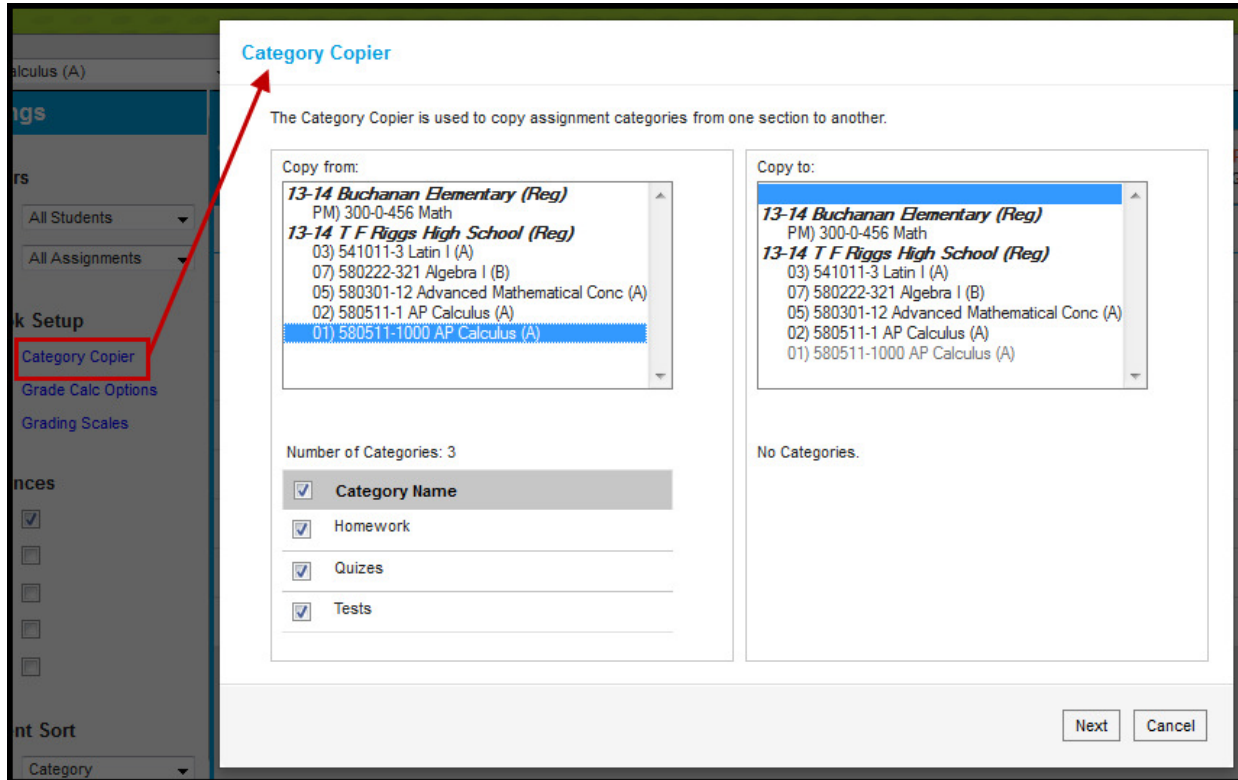 Category Copier
alculus (A)
ngs
The Category Copier is used to copy assignment categories from one section to another.
rs
All Students
All Assignments
k Setup
Category Copier
Grade Calc Options
Grading Scales
nces
nt Sort
Category
Copy from:
13-14 Buchanan Elementary (Reg)
PM) 300-0-456 Math
13-14 T F Riggs High School (Reg)
03) 541011-3 Latin I (A)
07) 580222-321 Algebra I (B)
05) 580301-12 Advanced Mathematical Conc (A)
02) 580511-1 AP Calculus (A)
01) 580511-1000 AP Calculus (A)
Number of Categories: 3
Category Name
Homework
Quizes
Tests
Copy to:
13-14 Buchanan Elementary (Reg)
PM) 300-0-456 Math
13-14 T F Riggs High School (Reg)
03) 541011-3 Latin I (A)
07) 580222-321 Algebra I (B)
05) 580301-12 Advanced Mathematical Conc (A)
02) 580511-1 AP Calculus (A)
01) 580511-1000 AP Calculus (A)
No Categories.
Next
Cancel